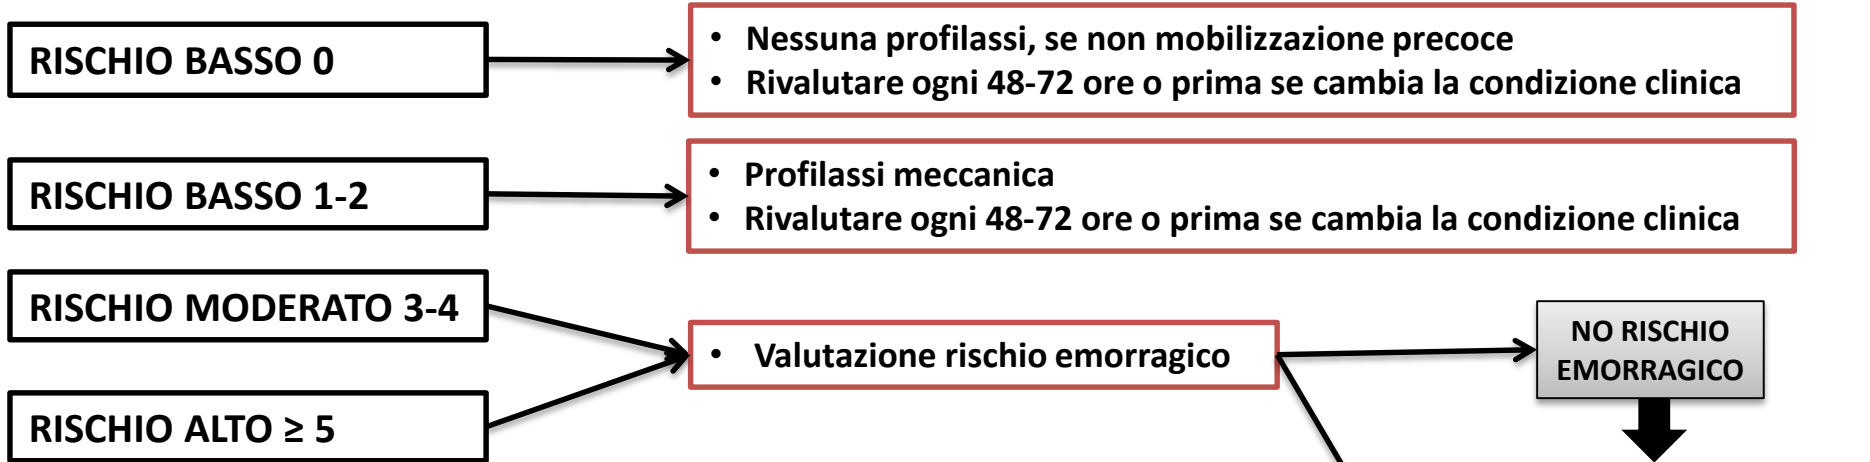 RISCHIO BASSO 0
• Nessuna profilassi, se non mobilizzazione precoce
• Rivalutare ogni 48-72 ore o prima se cambia la condizione clinica
RISCHIO BASSO 1-2
• Profilassi meccanica
• Rivalutare ogni 48-72 ore o prima se cambia la condizione clinica
RISCHIO MODERATO 3-4
RISCHIO ALTO ≥ 5
• Valutazione rischio emorragico
NO RISCHIO
EMORRAGICO